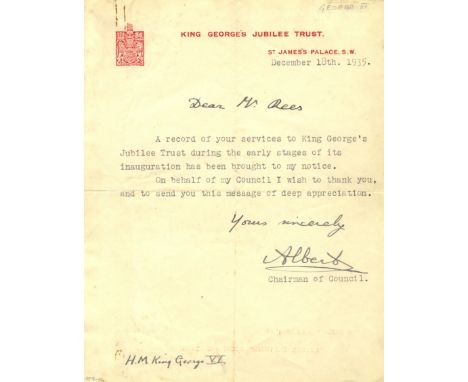 GEORGE VI
KING GEORGE'S JUBILEE TRUST.
ST JAMES'S PALACE, S.W.
December 18th. 1935.
Dear Mr Rees
A record of your services to King George's
Jubilee Trust during the early stages of its
inauguration has been brought to my notice.
On behalf of my Council I wish to thank you,
and to send you this message of deep appreciation.
Yours sincerely
Albert
Chairman of Council.
H.M King George VI